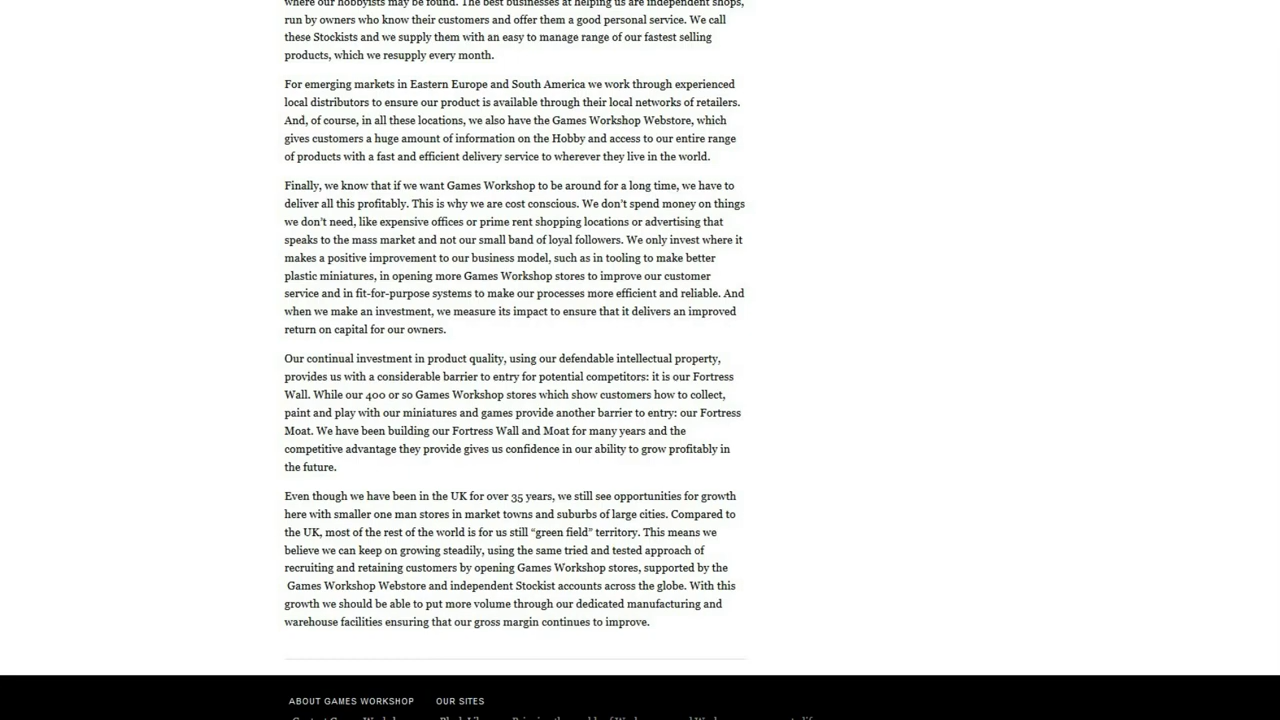 where our hobbyists may be found. The best businesses at helping us are independent shops,
run by owners who know their customers and offer them a good personal service. We call
these Stockists and we supply them with an easy to manage range of our fastest selling
products, which we resupply every month.
For emerging markets in Eastern Europe and South America we work through experienced
local distributors to ensure our product is available through their local networks of retailers.
And, of course, in all these locations, we also have the Games Workshop Webstore, which
gives customers a huge amount of information on the Hobby and access to our entire range
of products with a fast and efficient delivery service to wherever they live in the world.
Finally, we know that if we want Games Workshop to be around for a long time, we have to
deliver all this profitably. This is why we are cost conscious. We don't spend money on things
we don't need, like expensive offices or prime rent shopping locations or advertising that
speaks to the mass market and not our small band of loyal followers. We only invest where it
makes a positive improvement to our business model, such as in tooling to make better
plastic miniatures, in opening more Games Workshop stores to improve our customer
service and in fit-for-purpose systems to make our processes more efficient and reliable. And
when we make an investment, we measure its impact to ensure that it delivers an improved
return on capital for our owners.
Our continual investment in product quality, using our defendable intellectual property,
provides us with a considerable barrier to entry for potential competitors: it is our Fortress
Wall. While our 400 or so Games Workshop stores which show customers how to collect,
paint and play with our miniatures and games provide another barrier to entry: our Fortress
Moat. We have been building our Fortress Wall and Moat for many years and the
competitive advantage they provide gives us confidence in our ability to grow profitably in
the future.
Even though we have been in the UK for over 35 years, we still see opportunities for growth
here with smaller one man stores in market towns and suburbs of large cities. Compared to
the UK, most of the rest of the world is for us still “green field” territory. This means we
believe we can keep on growing steadily, using the same tried and tested approach of
recruiting and retaining customers by opening Games Workshop stores, supported by the
Games Workshop Webstore and independent Stockist accounts across the globe. With this
growth we should be able to put more volume through our dedicated manufacturing and
warehouse facilities ensuring that our gross margin continues to improve.
ABOUT GAMES WORKSHOP OUR SITES